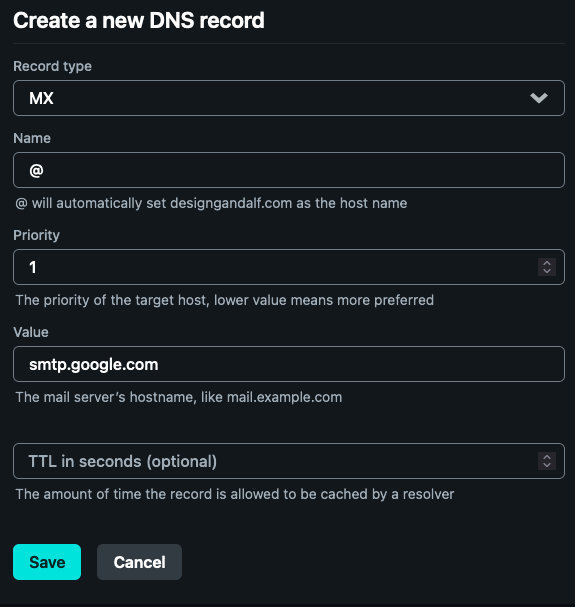 Create a new DNS record
Record type
MX
Name
@
@ will automatically set designgandalf.com as the host name
Priority
1
The priority of the target host, lower value means more preferred
Value
smtp.google.com
The mail server’s hostname, like mail.example.com
TTL in seconds (optional)
The amount of time the record is allowed to be cached by a resolver
Save Cancel